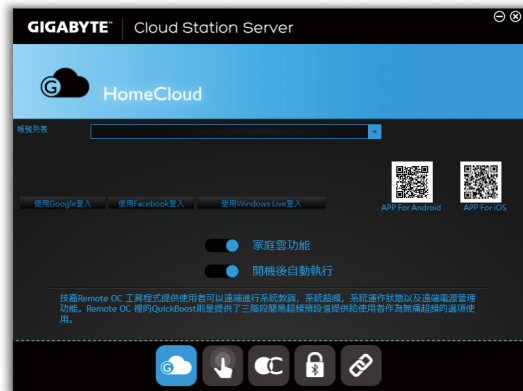 GIGABYTE™ Cloud Station Server
G HomeCloud
帳號列表
使用Google登入 使用Facebook登入 使用Windows Live登入
APP For Android APP For iOS
家庭雲功能
開機後自動執行
技嘉Remote OC 工具程式提供使用者可以遠端進行系統微調，系統超頻，系統運作狀態以及遠端電源管理
功能。Remote OC 裡的QuickBoost則是提供了三階段簡易超頻預設值提供給使用者作為無痛超頻的選項使
用。
G OC